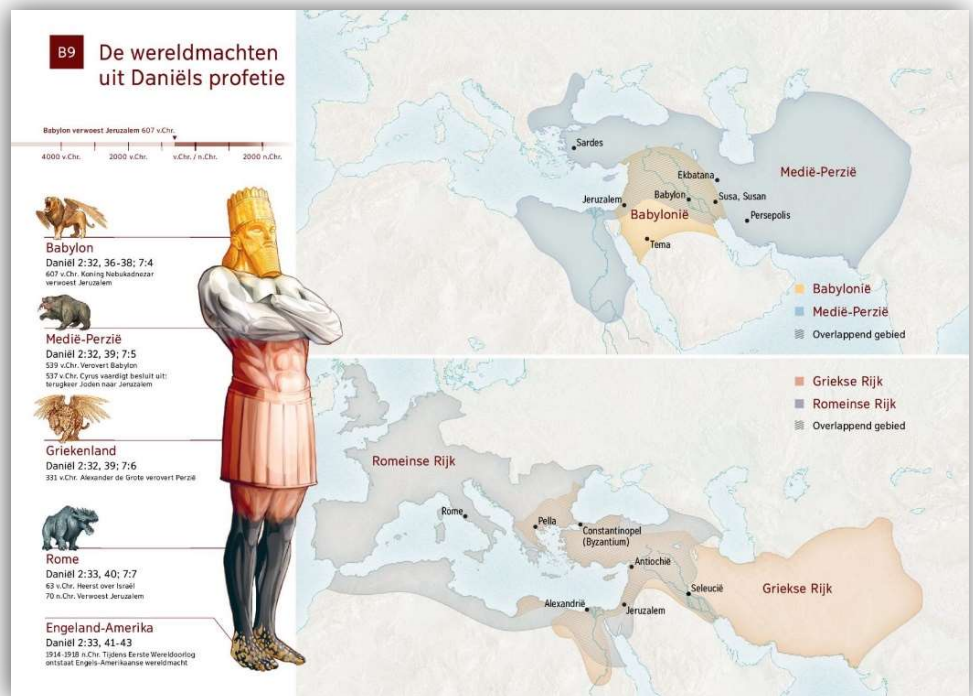 B9
De wereldmachten
uit Daniëls profetie
Babylon verwoest Jeruzalem 607 v.Chr.
4000 v.Chr.
2000 v.Chr.
v.Chr. / n.Chr.
2000 n.Chr.
Babylon
Daniël 2:32, 36-38; 7:4
607 v.Chr. Koning Nebukadnezar
verwoest Jeruzalem
Medië-Perzië
Daniël 2:32, 39; 7:5
539 v.Chr. Verovert Babylon
537 v.Chr. Cyrus vaardigt besluit uit:
terugkeer Joden naar Jeruzalem
Griekenland
Daniël 2:32, 39; 7:6
331 v.Chr. Alexander de Grote verovert Perzië
Rome
Daniël 2:33, 40; 7:7
63 v.Chr. Heerst over Israël
70 n.Chr. Verwoest Jeruzalem
Engeland-Amerika
Daniël 2:33, 41-43
1914-1918 n.Chr. Tijdens Eerste Wereldoorlog
ontstaat Engels-Amerikaanse wereldmacht
Sardes
Ekbatana
Medië-Perzië
Jeruzalem
Babylon
Susa, Susan
Babylonië
Persepolis
Tema
Babylonië
Medië-Perzië
Overlappend gebied
Griekse Rijk
Romeinse Rijk
Overlappend gebied
Romeinse Rijk
Rome
Pella
Constantinopel
(Byzantium)
Antiochië
Seleucië
Griekse Rijk
Alexandrië
Jeruzalem